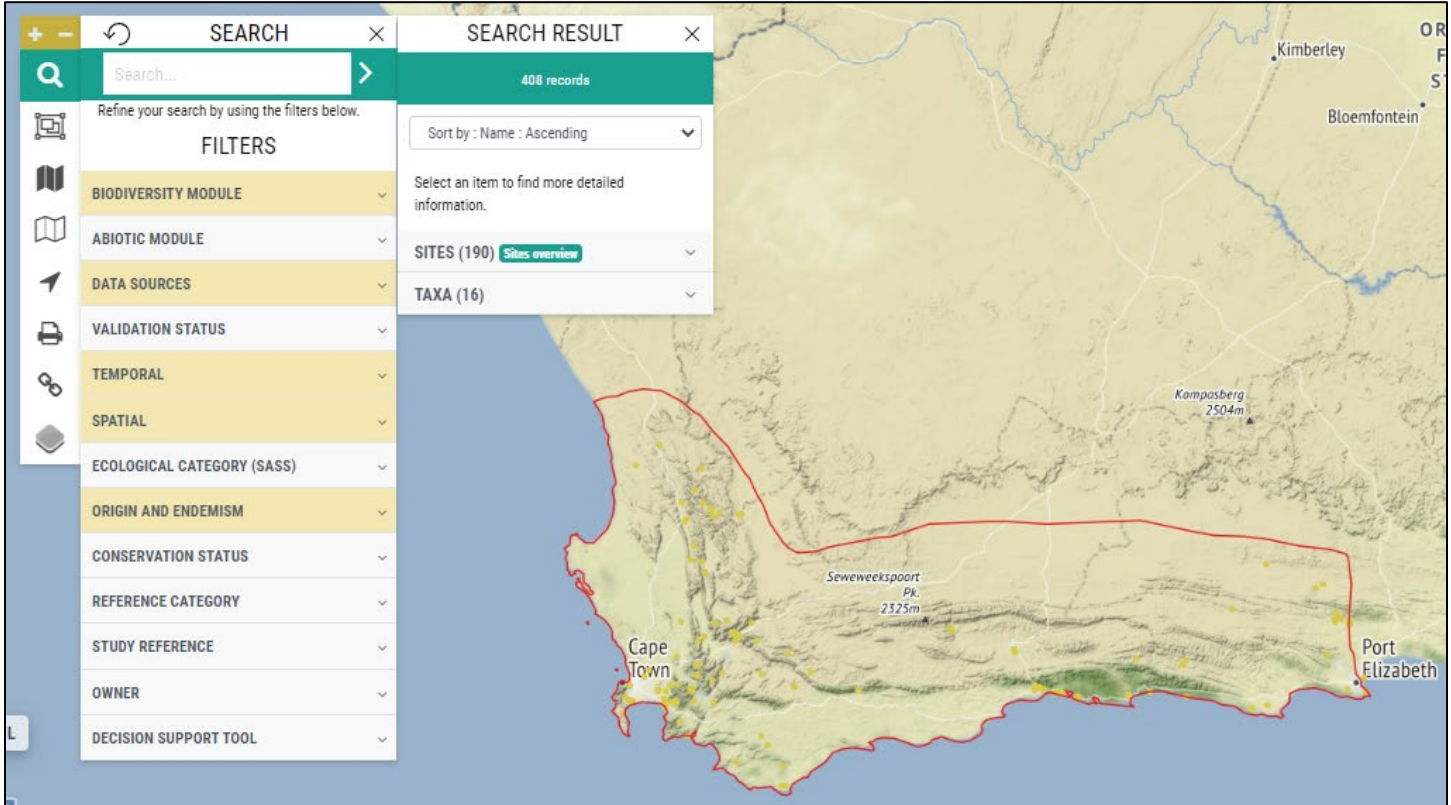 + -
SEARCH
Search...
Refine your search by using the filters below.
FILTERS
BIODIVERSITY MODULE
ABIOTIC MODULE
DATA SOURCES
VALIDATION STATUS
TEMPORAL
SPATIAL
ECOLOGICAL CATEGORY (SASS)
ORIGIN AND ENDEMISM
CONSERVATION STATUS
REFERENCE CATEGORY
STUDY REFERENCE
OWNER
DECISION SUPPORT TOOL
SEARCH RESULT
408 records
Sort by : Name : Ascending
Select an item to find more detailed
information.
SITES (190) Sites overview
TAXA (16)
Kimberley
OR
F
S
Bloemfontein
Kompasberg
2504m
Seweweekspoort
Pk.
2325m
Cape
Town
Port
Elizabeth
L